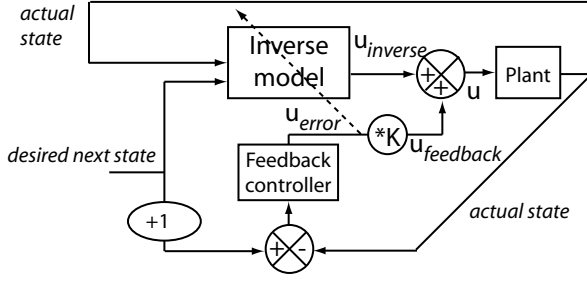 actual
state
Inverse
model
u_inverse
+
+
u
Plant
u_error
*K
u_feedback
desired next state
Feedback
controller
actual state
+1
+
-